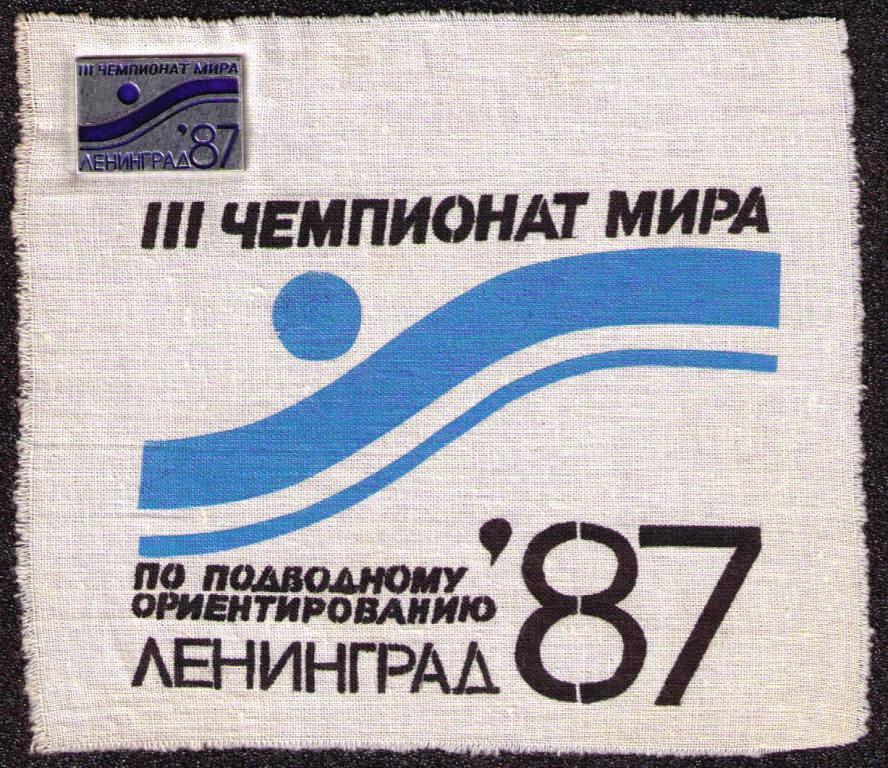 III ЧЕМПИОНАТ МИРА
'87
ЛЕНИНГРАД
III ЧЕМПИОНАТ МИРА
ПО ПОДВОДНОМУ
ОРИЕНТИРОВАНИЮ
'87
ЛЕНИНГРАД